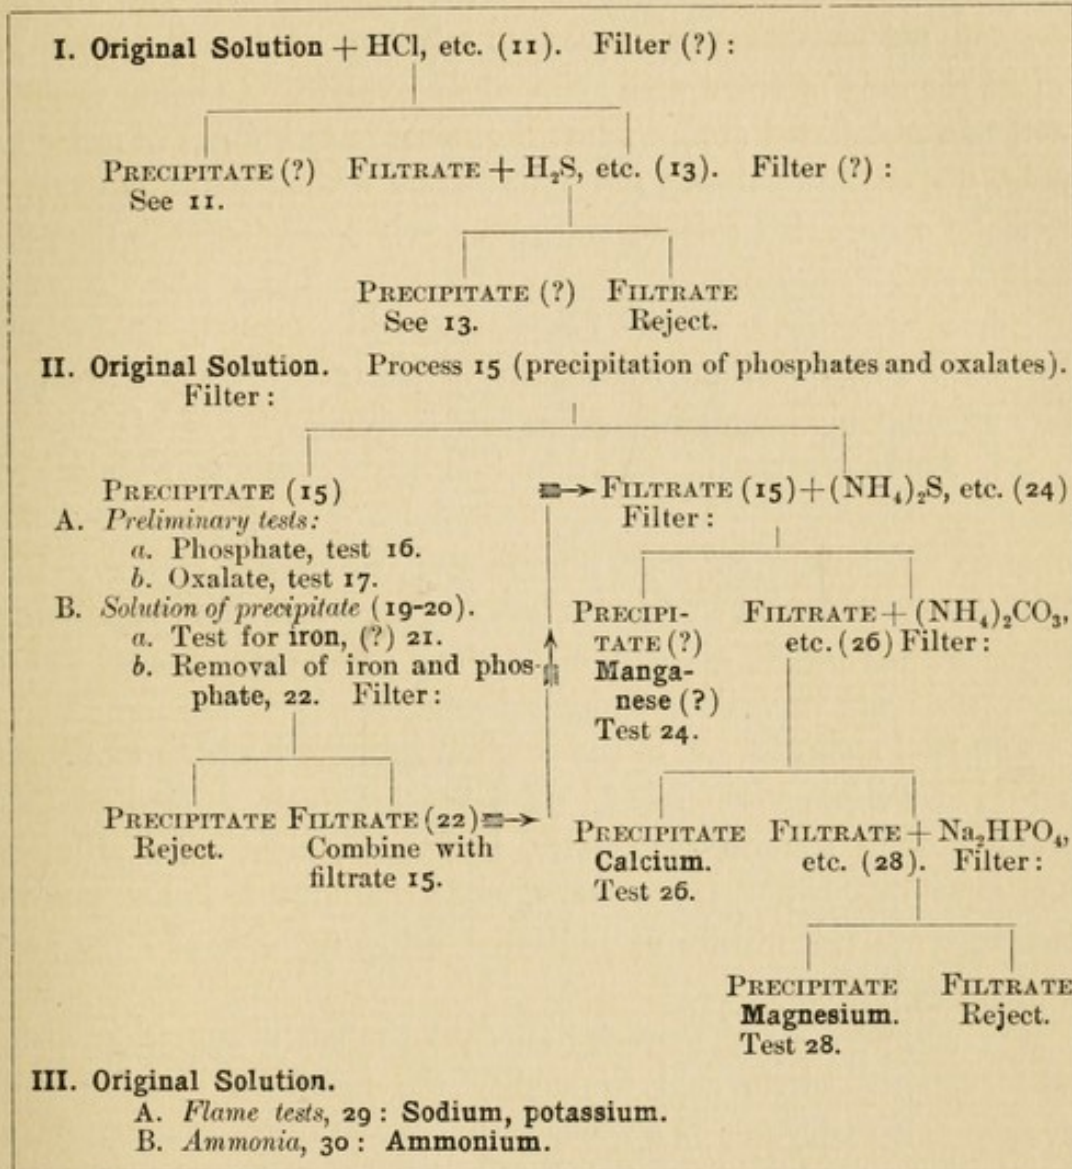 I. Original Solution + HCl, etc. (11). Filter (?) :
PRECIPITATE (?)
See 11.
FILTRATE + H₂S, etc. (13). Filter (?) :
PRECIPITATE (?)
See 13.
FILTRATE
Reject.
II. Original Solution. Process 15 (precipitation of phosphates and oxalates).
Filter :
PRECIPITATE (15)
A. Preliminary tests:
a. Phosphate, test 16.
b. Oxalate, test 17.
B. Solution of precipitate (19-20).
a. Test for iron, (?) 21.
b. Removal of iron and phos-
phate, 22. Filter :
PRECIPITATE
Reject.
FILTRATE (22)
Combine with
filtrate 15.
FILTRATE (15) + (NH₄)₂S, etc. (24)
Filter :
PRECIPI-
TATE (?)
Manga-
nese (?)
Test 24.
FILTRATE + (NH₄)₂CO₃,
etc. (26) Filter :
PRECIPITATE
Calcium.
Test 26.
FILTRATE + Na₂HPO₄,
etc. (28). Filter :
PRECIPITATE
Magnesium.
Test 28.
FILTRATE
Reject.
III. Original Solution.
A. Flame tests, 29 : Sodium, potassium.
B. Ammonia, 30 : Ammonium.